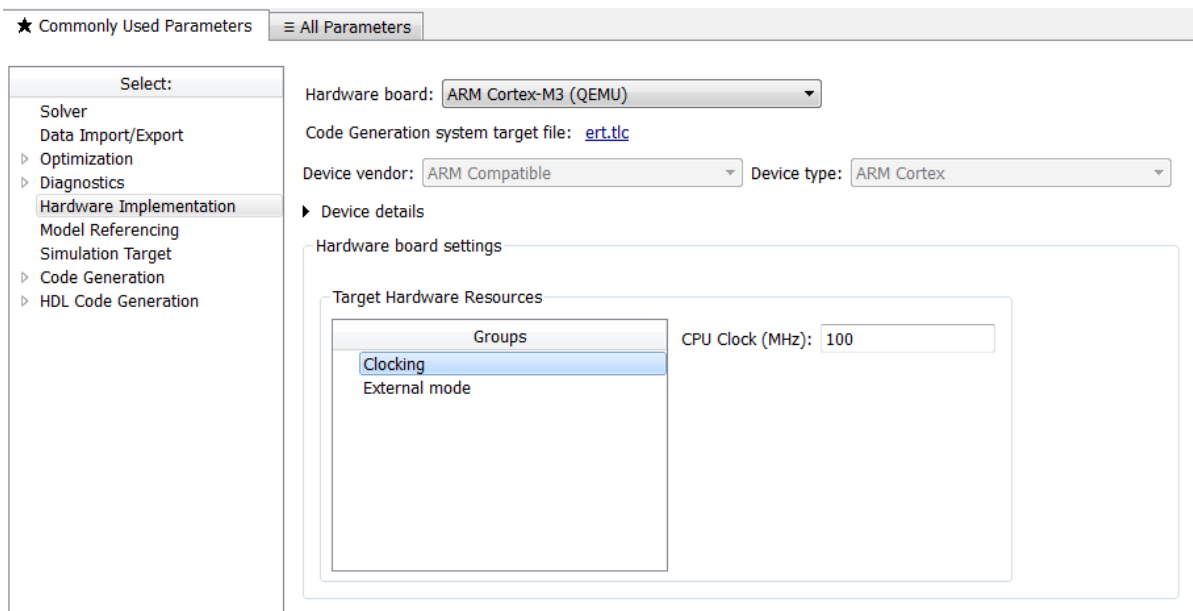 ★ Commonly Used Parameters
≡ All Parameters
Select:
Solver
Data Import/Export
Optimization
Diagnostics
Hardware Implementation
Model Referencing
Simulation Target
Code Generation
HDL Code Generation
Hardware board: ARM Cortex-M3 (QEMU)
Code Generation system target file: ert.tlc
Device vendor: ARM Compatible Device type: ARM Cortex
Device details
Hardware board settings
Target Hardware Resources
Groups
Clocking
External mode
CPU Clock (MHz): 100